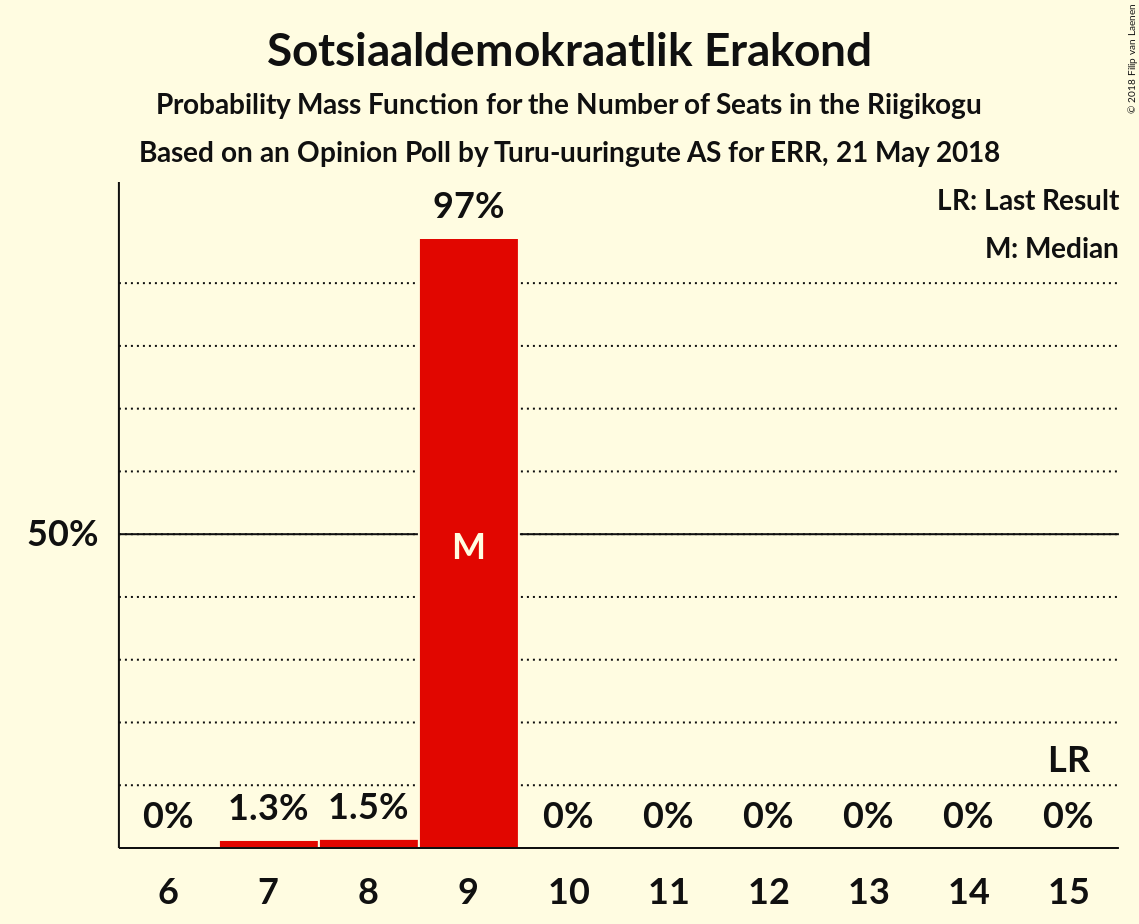 Sotsiaaldemokraatlik Erakond
Probability Mass Function for the Number of Seats in the Riigikogu
Based on an Opinion Poll by Turu-uuringute AS for ERR, 21 May 2018
© 2018 Filip van Laenen
LR: Last Result
M: Median
97%
50%
M
LR
0% 1.3% 1.5% 0% 0% 0% 0% 0% 0%
6 7 8 9 10 11 12 13 14 15